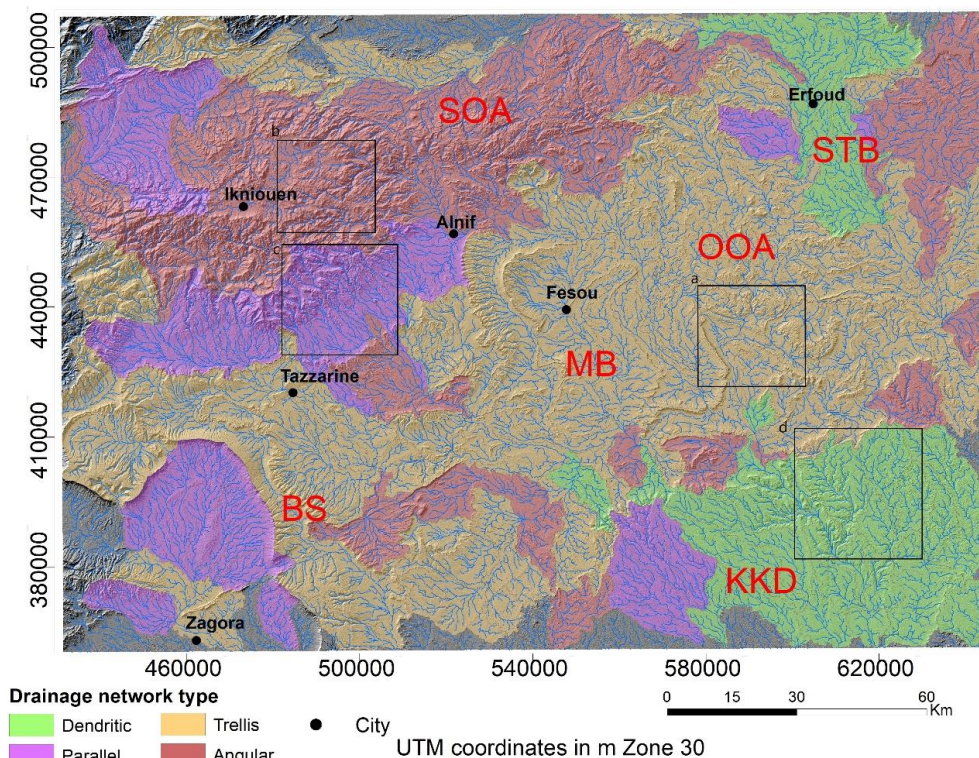 500000
470000
440000
410000
380000
SOA
Erfoud
STB
b
Ikniouen
Alnif
c
OOA
a
Fesou
MB
Tazzarine
d
BS
KKD
Zagora
460000 500000 540000 580000 620000
Drainage network type
Dendritic Trellis City
Parallel Angular
0 15 30 60
Km
UTM coordinates in m Zone 30